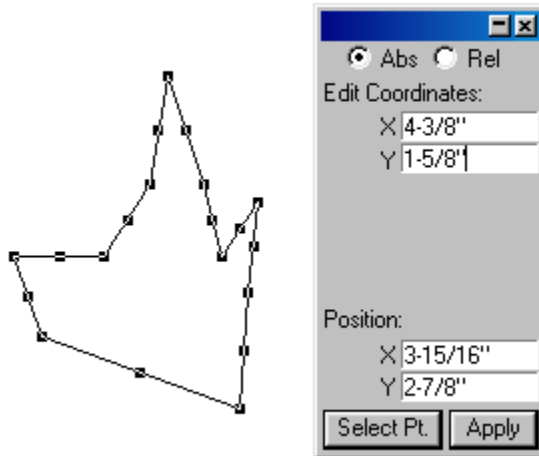 Abs Rel
Edit Coordinates:
X 4-3/8"
Y 1-5/8"
Position:
X 3-15/16"
Y 2-7/8"
Select Pt. Apply